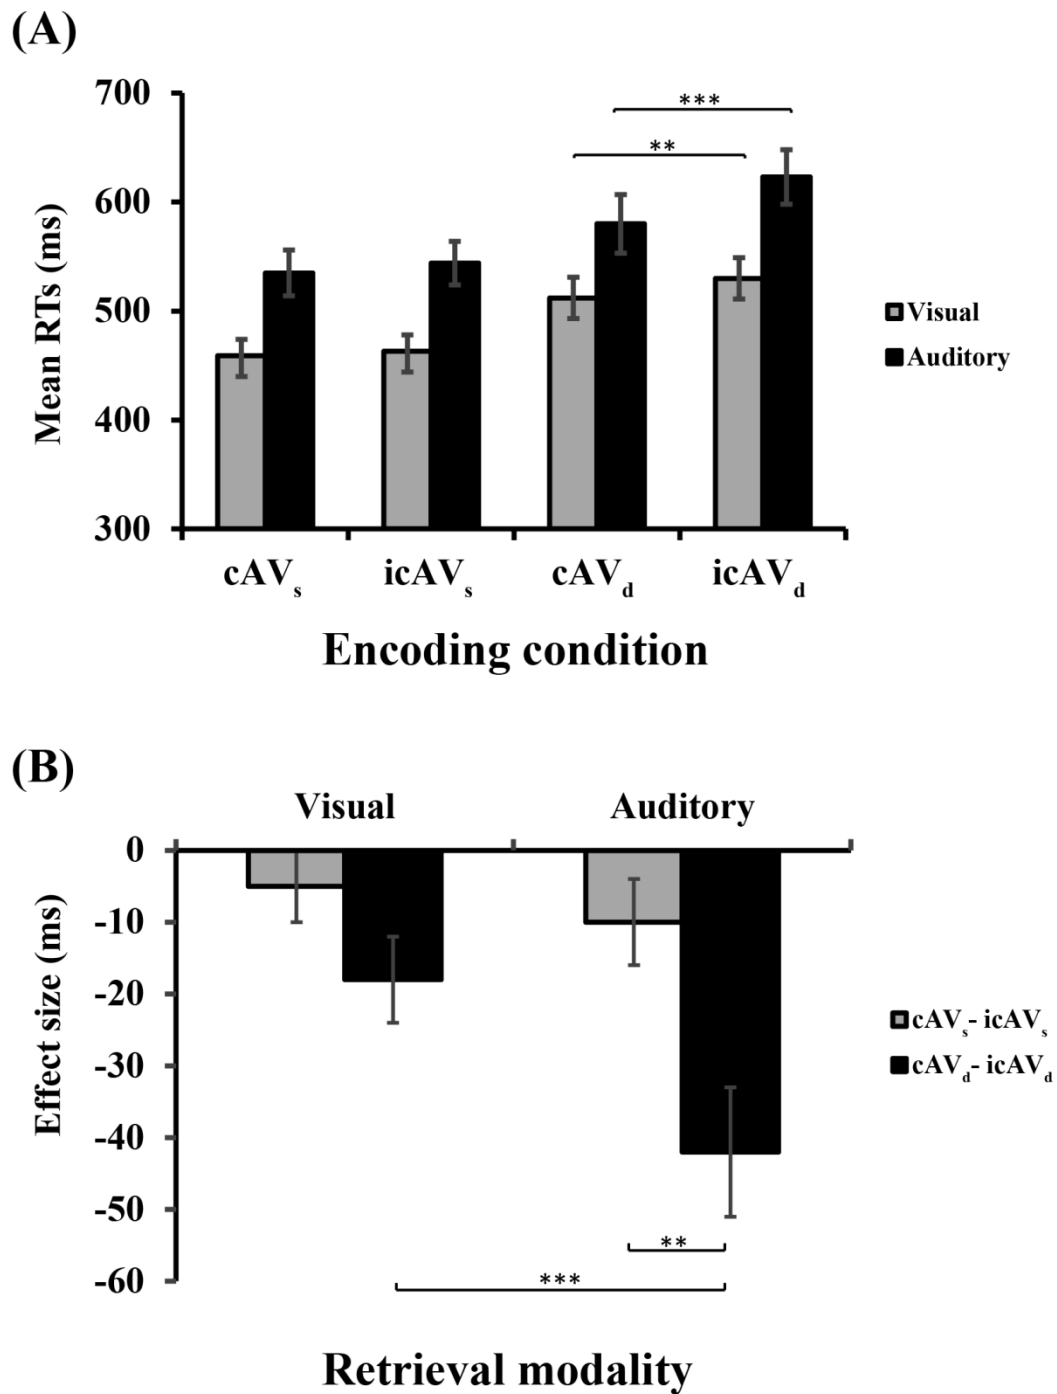 (A)
700
600
500
400
300
Mean RTs (ms)
***
**
Visual
Auditory
cAVs icAVs cAVd icAVd
Encoding condition
(B)
Visual Auditory
0
-10
-20
-30
-40
-50
-60
Effect size (ms)
cAVs- icAVs
cAVd- icAVd
**
***
Retrieval modality